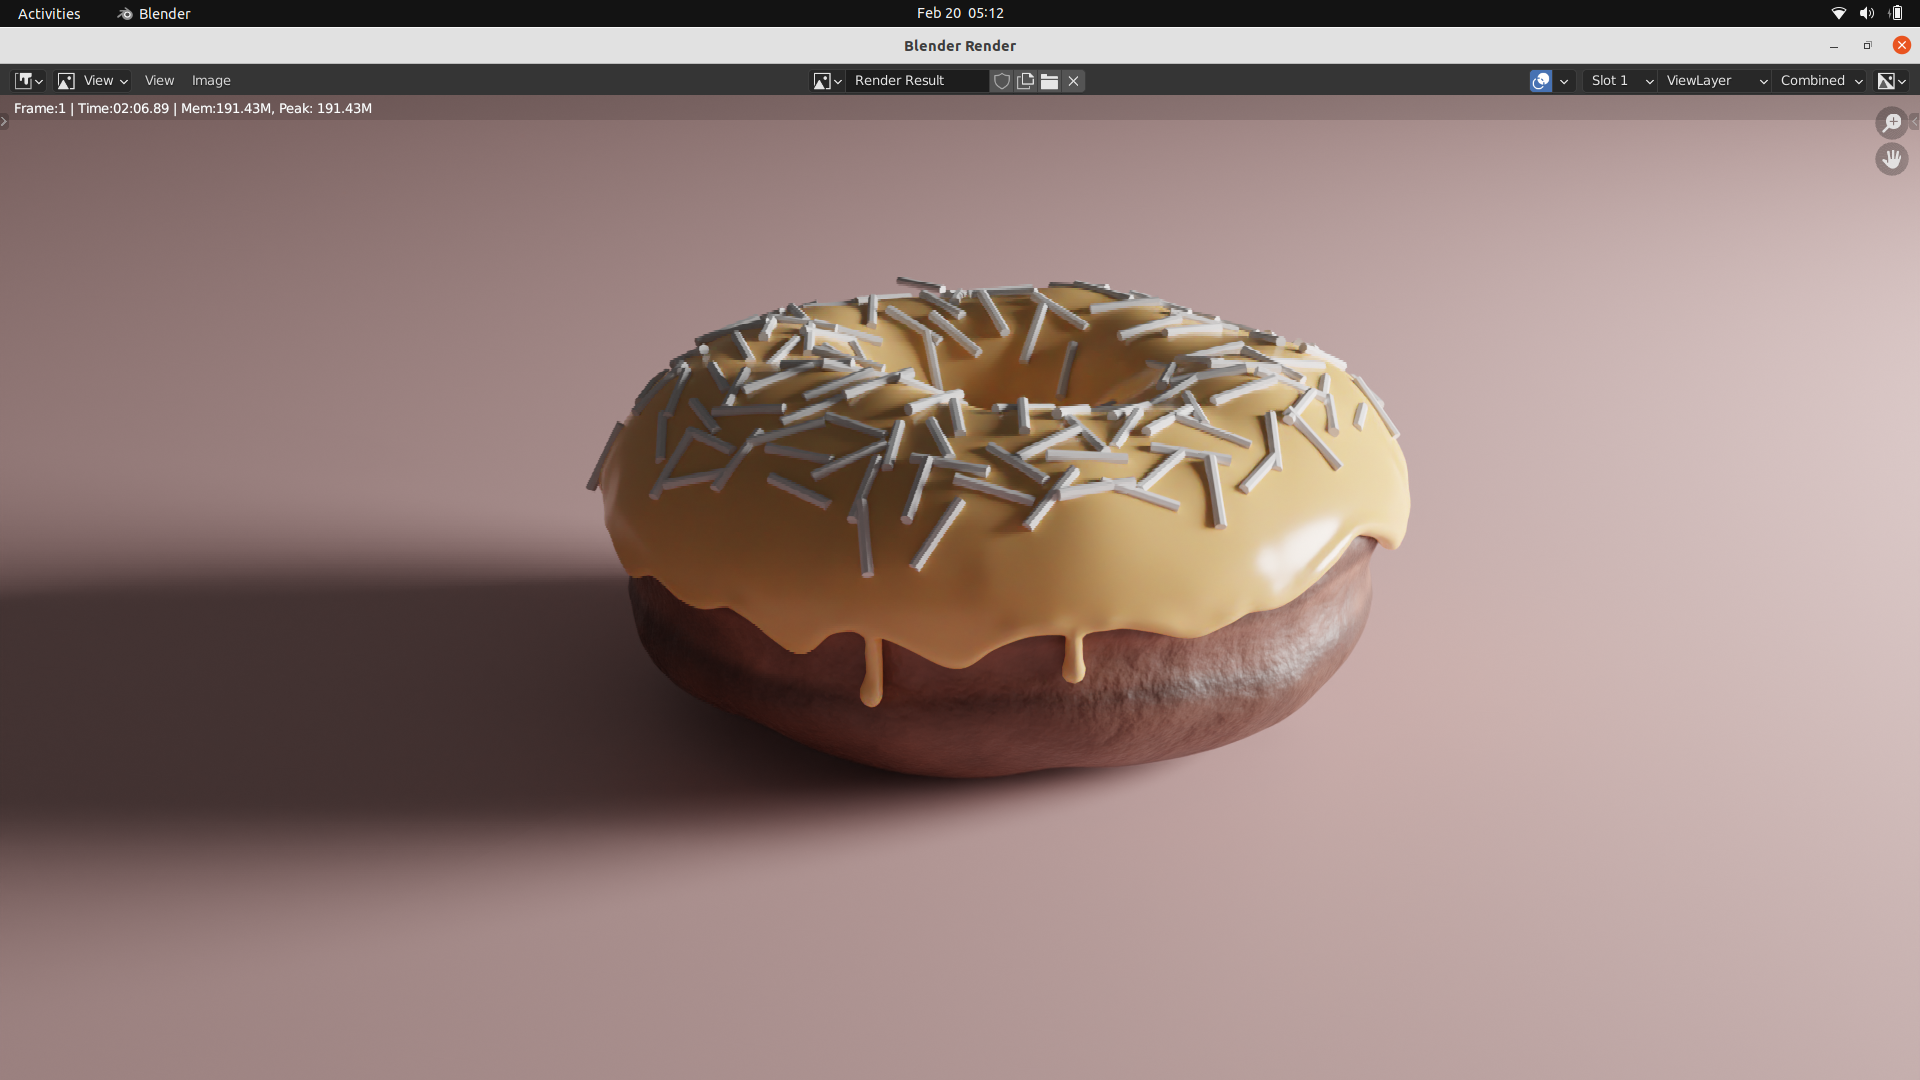 Activities Blender Feb 20 05:12
Blender Render
View View Image Render Result Slot 1 ViewLayer Combined
Frame:1 | Time:02:06.89 | Mem:191.43M, Peak: 191.43M